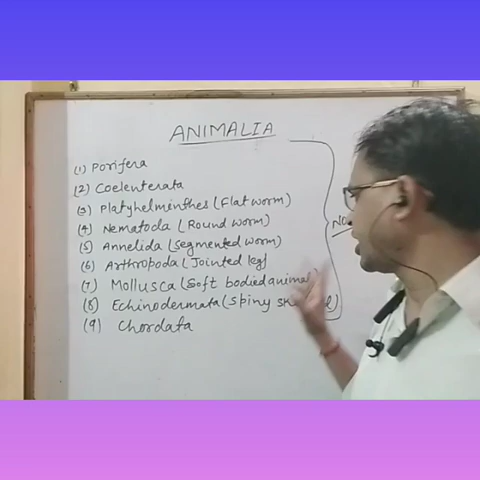 ANIMALIA
(1) Porifera
(2) Coelenterata
(3) Platyhelminthes (Flat worm)
(4) Nematoda (Round worm)
(5) Annelida (Segmented worm)
(6) Arthropoda (Jointed leg)
(7) Mollusca (Soft bodied animal)
(8) Echinodermata (Spiny
(9) Chordata